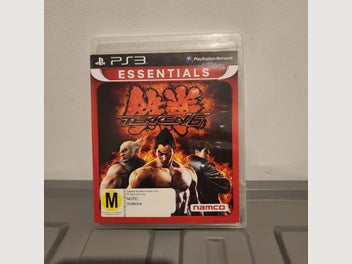 PS3
PlayStation Network
ESSENTIALS
鉄拳
TEKKEN 6
M
NOTE:
Violence
namco